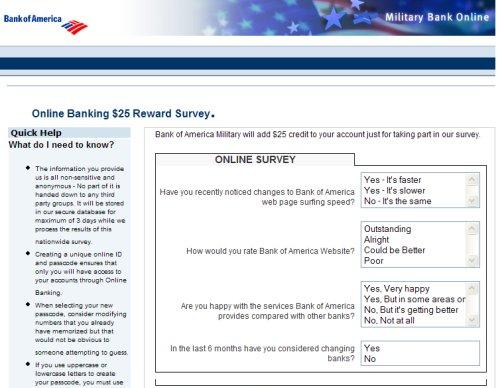 Bank of America
Military Bank Online
Online Banking $25 Reward Survey.
Quick Help
What do I need to know?
The information you provide
us is all non-sensitive and
anonymous - No part of it is
handed down to any third
party groups. It will be stored
in our secure database for
maximum of 3 days while we
process the results of this
nationwide survey.
Creating a unique online ID
and passcode ensures that
only you will have access to
your accounts through Online
Banking.
When selecting your new
passcode, consider modifying
numbers that you already
have memorized but that
would not be obvious to
someone attempting to guess.
If you use uppercase or
lowercase letters to
create your passcode, you must use
Bank of America Military will add $25 credit to your account just for taking part in our survey.
ONLINE SURVEY
Have you recently noticed changes to Bank of America
web page surfing speed?
Yes - It's faster
Yes - It's slower
No - It's the same
How would you rate Bank of America Website?
Outstanding
Alright
Could be Better
Poor
Are you happy with the services Bank of America
provides compared with other banks?
Yes, Very happy
Yes, But in some areas or
No, But it's getting better
No, Not at all
In the last 6 months have you considered changing
banks?
Yes
No